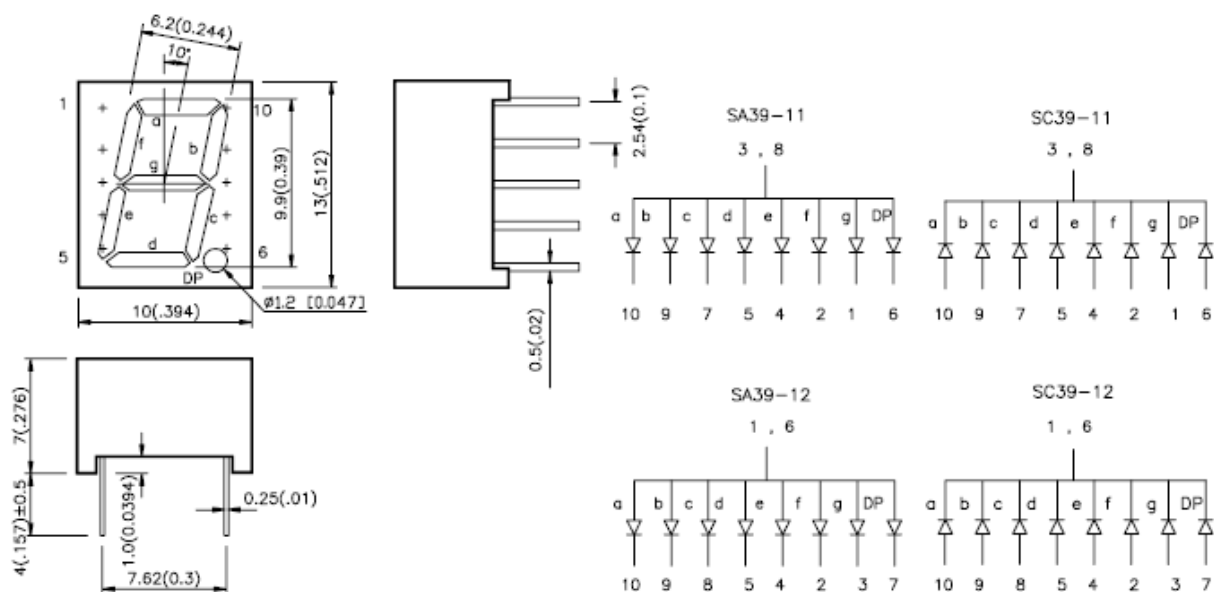 6.2(0.244)
10°
1
10
a
f
b
g
e
c
d
5
6
DP
9.9(0.39)
13(.512)
Ø1.2 [0.047]
10(.394)
2.54(0.1)
0.5(.02)
7(.276)
4(.157)±0.5
1.0(0.0394)
0.25(.01)
7.62(0.3)
SA39-11
3 , 8
a b c d e f g DP
10 9 7 5 4 2 1 6
SC39-11
3 , 8
a b c d e f g DP
10 9 7 5 4 2 1 6
SA39-12
1 , 6
a b c d e f g DP
10 9 8 5 4 2 3 7
SC39-12
1 , 6
a b c d e f g DP
10 9 8 5 4 2 3 7